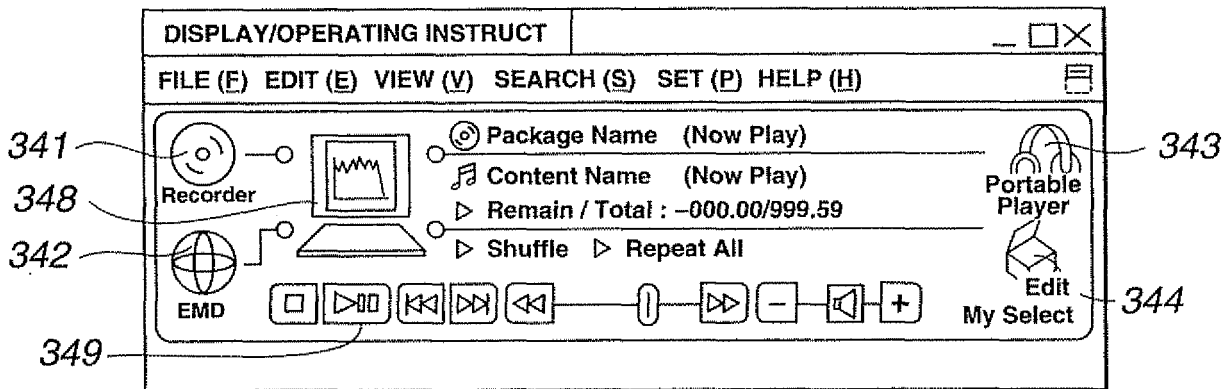 DISPLAY/OPERATING INSTRUCT
FILE (F) EDIT (E) VIEW (V) SEARCH (S) SET (P) HELP (H)
341
Recorder
348
342
EMD
349
Package Name (Now Play)
Content Name (Now Play)
Remain / Total : –000.00/999.59
Shuffle Repeat All
343
Portable
Player
Edit
344
My Select